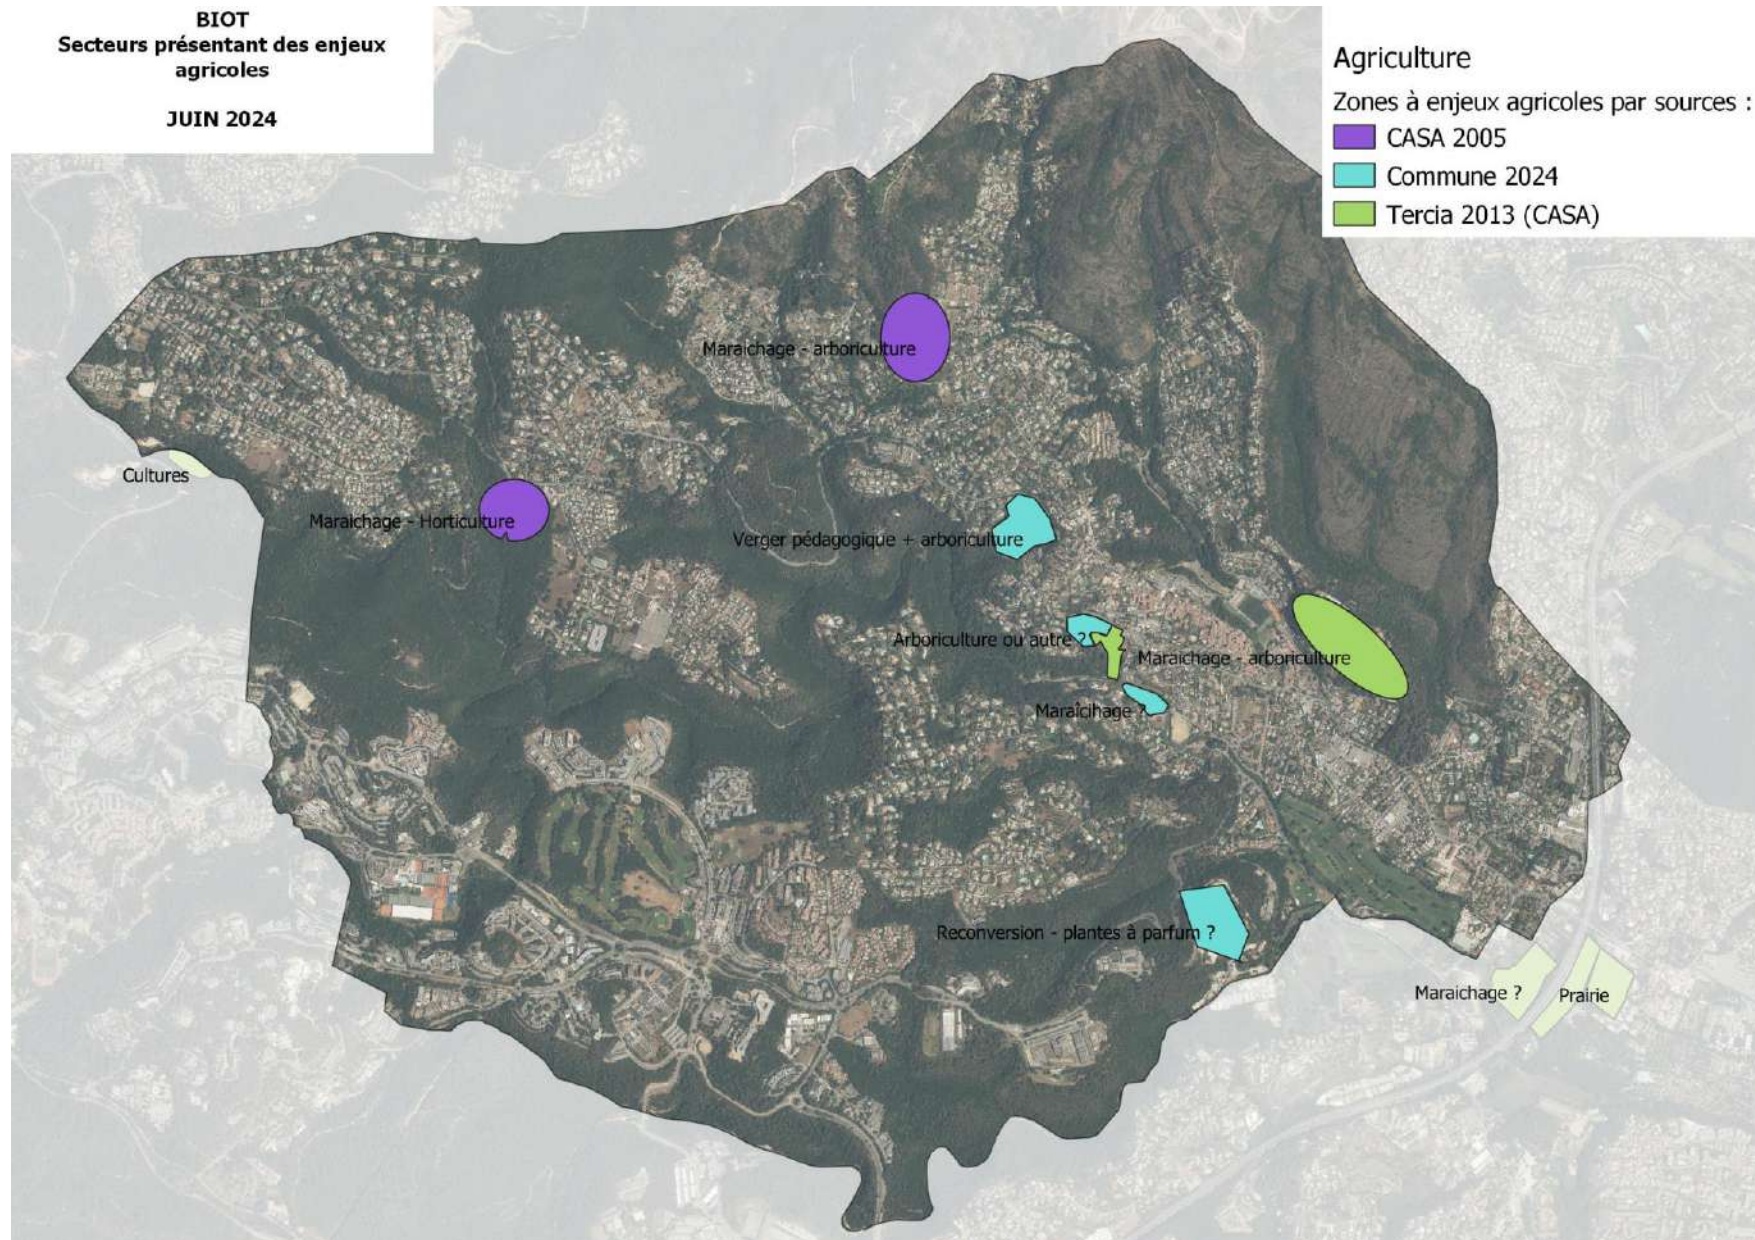 BIOT
Secteurs présentant des enjeux
agricoles
JUIN 2024
Agriculture
Zones à enjeux agricoles par sources :
CASA 2005
Commune 2024
Tercia 2013 (CASA)
Maraichage - arboriculture
Cultures
Maraichage - Horticulture
Verger pédagogique + arboriculture
Arboriculture ou autre ?
Maraichage - arboriculture
Maraîcihage ?
Reconversion - plantes à parfum ?
Maraichage ?
Prairie